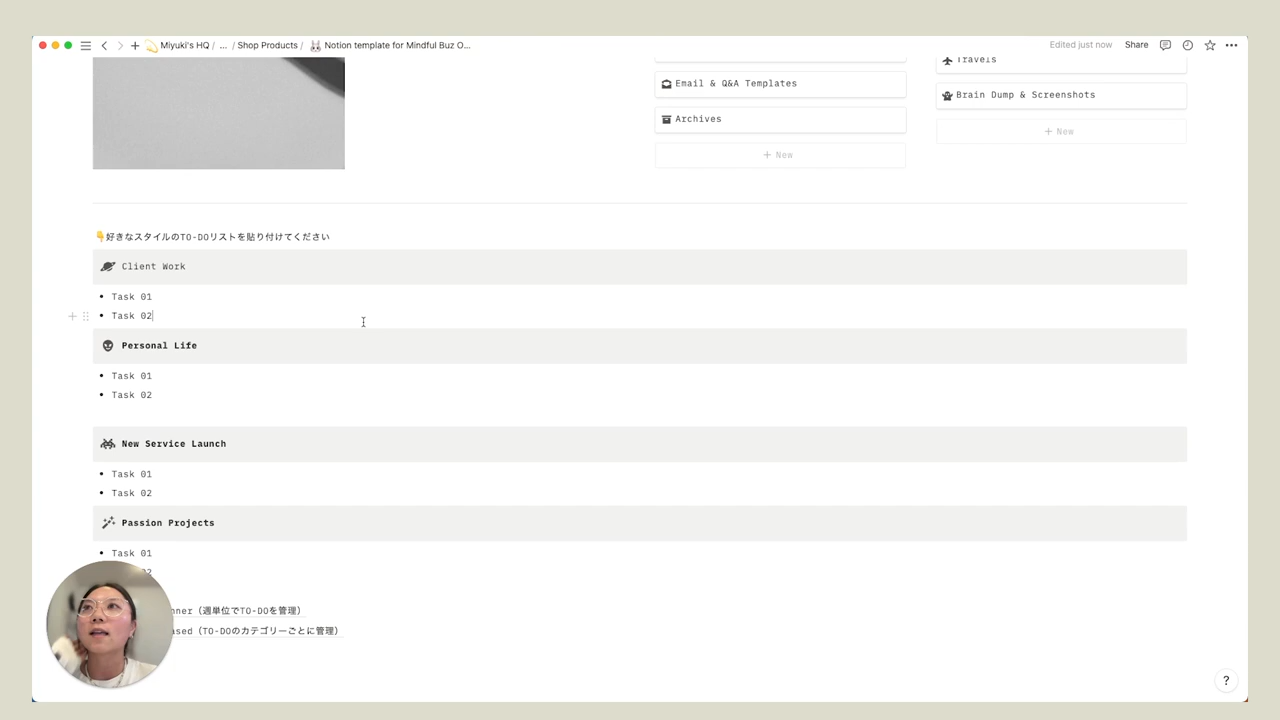 Miyuki's HQ / ... / Shop Products / Notion template for Mindful Buz O...
Edited just now Share
Email & Q&A Templates
Archives
+ New
Travels
Brain Dump & Screenshots
+ New
👇好きなスタイルのTO-DOリストを貼り付けてください
Client Work
• Task 01
• Task 02
Personal Life
• Task 01
• Task 02
New Service Launch
• Task 01
• Task 02
Passion Projects
• Task 01
(週単位でTO-DOを管理)
(TO-DOのカテゴリーごとに管理)
?